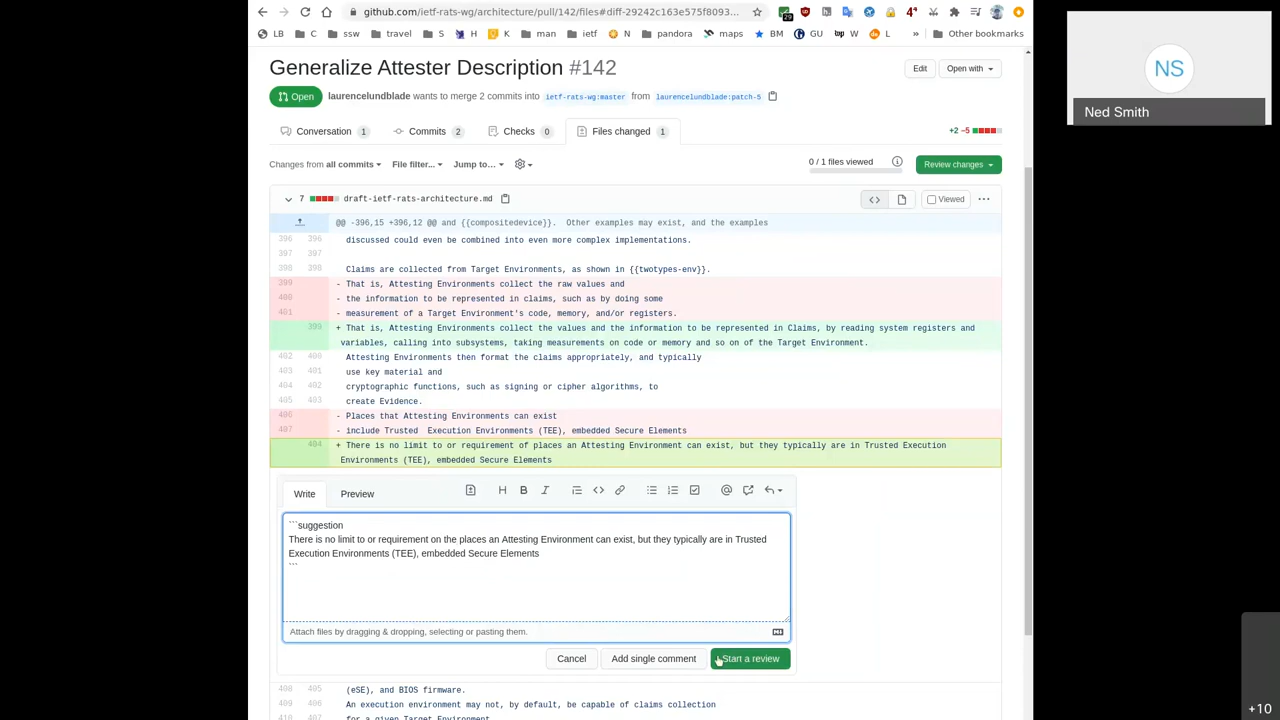 github.com/ietf-rats-wg/architecture/pull/142/files#diff-29242c163e575f8093...
29
4
LB C ssw travel S H K man ietf N pandora maps BM GU W L » Other bookmarks
Generalize Attester Description #142
Edit
Open with
Open
laurencelundblade wants to merge 2 commits into ietf-rats-wg:master from laurencelundblade:patch-5
Conversation 1
Commits 2
Checks 0
Files changed 1
+2 −5
Changes from all commits
File filter...
Jump to...
0 / 1 files viewed
Review changes
7 draft-ietf-rats-architecture.md
Viewed
@@ -396,15 +396,12 @@ and {{compositedevice}}.  Other examples may exist, and the examples
396 396 discussed could even be combined into even more complex implementations.
397 397
398 398 Claims are collected from Target Environments, as shown in {{twotypes-env}}.
399 - That is, Attesting Environments collect the raw values and
400 - the information to be represented in claims, such as by doing some
401 - measurement of a Target Environment's code, memory, and/or registers.
399 + That is, Attesting Environments collect the values and the information to be represented in Claims, by reading system registers and
variables, calling into subsystems, taking measurements on code or memory and so on of the Target Environment.
402 400 Attesting Environments then format the claims appropriately, and typically
403 401 use key material and
404 402 cryptographic functions, such as signing or cipher algorithms, to
405 403 create Evidence.
406 - Places that Attesting Environments can exist
407 - include Trusted  Execution Environments (TEE), embedded Secure Elements
404 + There is no limit to or requirement of places an Attesting Environment can exist, but they typically are in Trusted Execution
Environments (TEE), embedded Secure Elements
Write
Preview
```suggestion
There is no limit to or requirement on the places an Attesting Environment can exist, but they typically are in Trusted
Execution Environments (TEE), embedded Secure Elements
```
Attach files by dragging & dropping, selecting or pasting them.
Cancel
Add single comment
Start a review
408 405 (eSE), and BIOS firmware.
409 406 An execution environment may not, by default, be capable of claims collection
410 407 for a given Target Environment.
NS
Ned Smith
+10